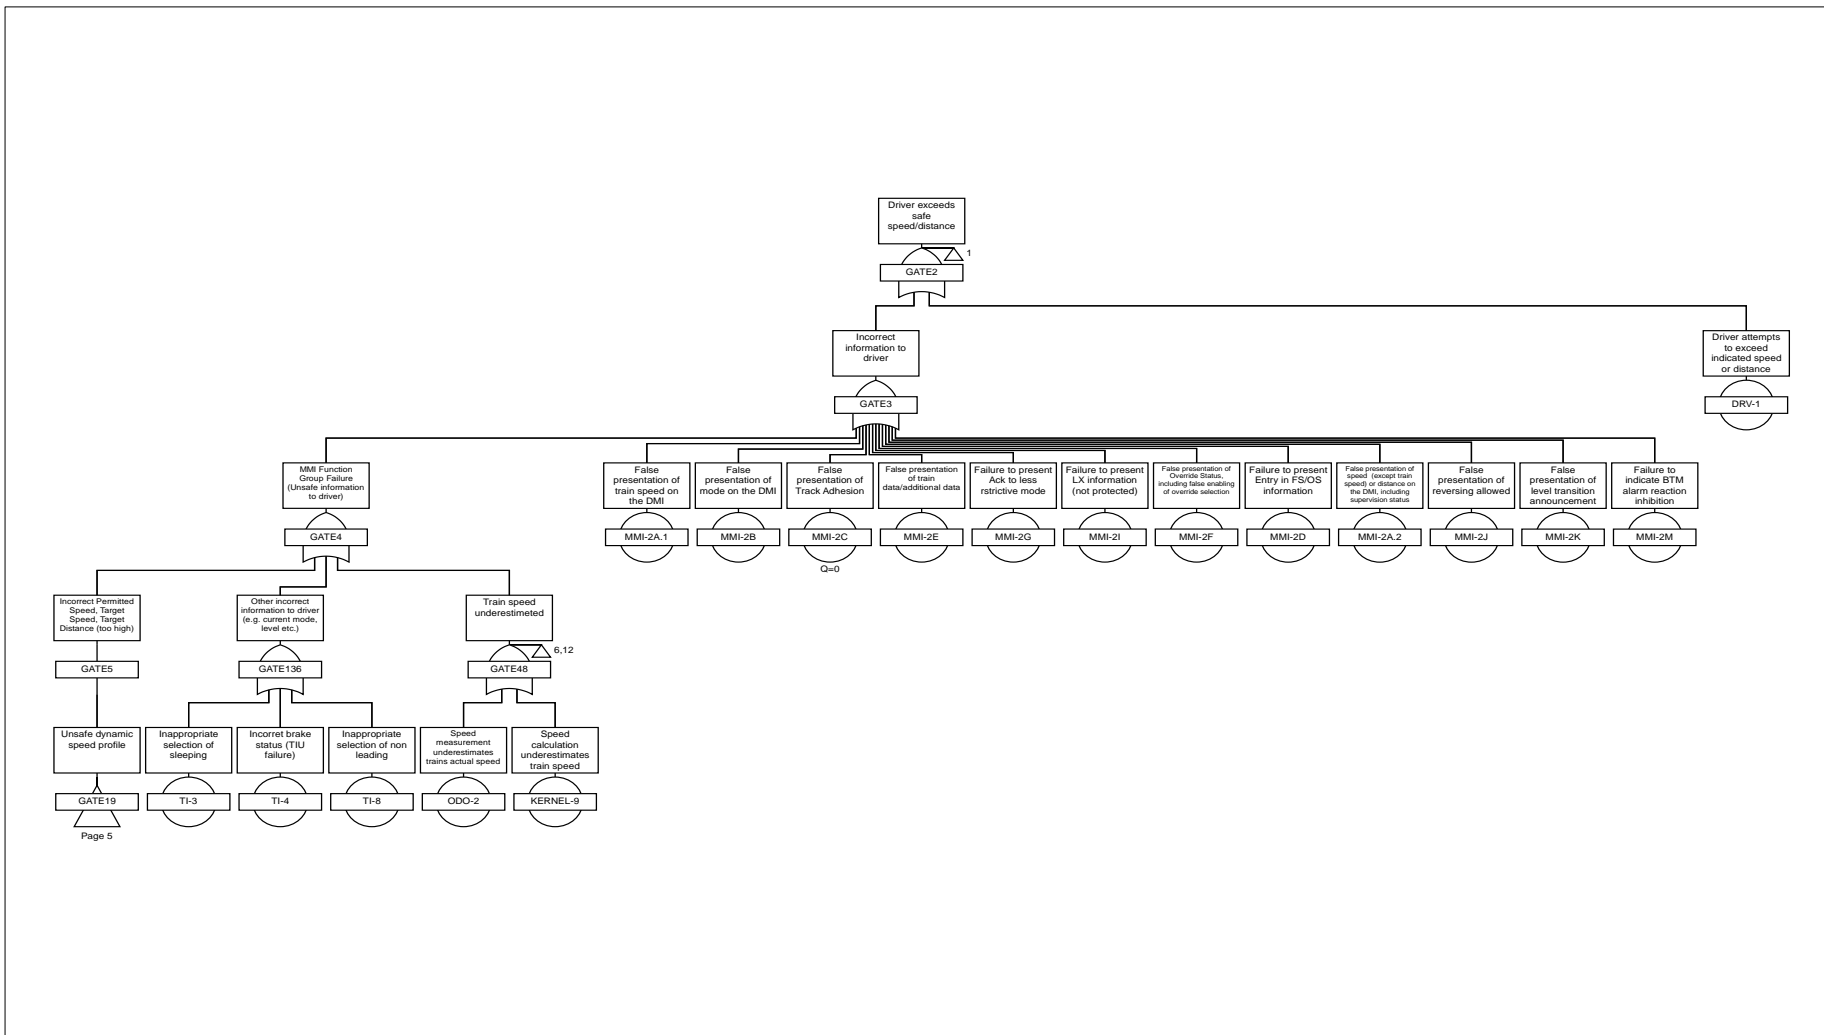 Driver exceeds
safe
speed/distance
1
GATE2
Incorrect
information to
driver
GATE3
Driver attempts
to exceed
indicated speed
or distance
DRV-1
MMI Function
Group Failure
(Unsafe information
to driver)
GATE4
False
presentation of
train speed on
the DMI
MMI-2A.1
False
presentation of
mode on the DMI
MMI-2B
False
presentation of
Track Adhesion
MMI-2C
Q=0
False presentation
of train
data/additional data
MMI-2E
Failure to present
Ack to less
rstrictive mode
MMI-2G
Failure to present
LX information
(not protected)
MMI-2I
False presentation of
Override Status,
including false enabling
of override selection
MMI-2F
Failure to present
Entry in FS/OS
information
MMI-2D
False presentation of
speed (except train
speed) or distance on
the DMI, including
supervision status
MMI-2A.2
False
presentation of
reversing allowed
MMI-2J
False
presentation of
level transition
announcement
MMI-2K
Failure to
indicate BTM
alarm reaction
inhibition
MMI-2M
Incorrect Permitted
Speed, Target
Speed, Target
Distance (too high)
GATE5
Other incorrect
information to driver
(e.g. current mode,
level etc.)
GATE136
Train speed
underestimeted
6,12
GATE48
Unsafe dynamic
speed profile
GATE19
Page 5
Inappropriate
selection of
sleeping
TI-3
Incorret brake
status (TIU
failure)
TI-4
Inappropriate
selection of non
leading
TI-8
Speed
measurement
underestimates
trains actual speed
ODO-2
Speed
calculation
underestimates
train speed
KERNEL-9